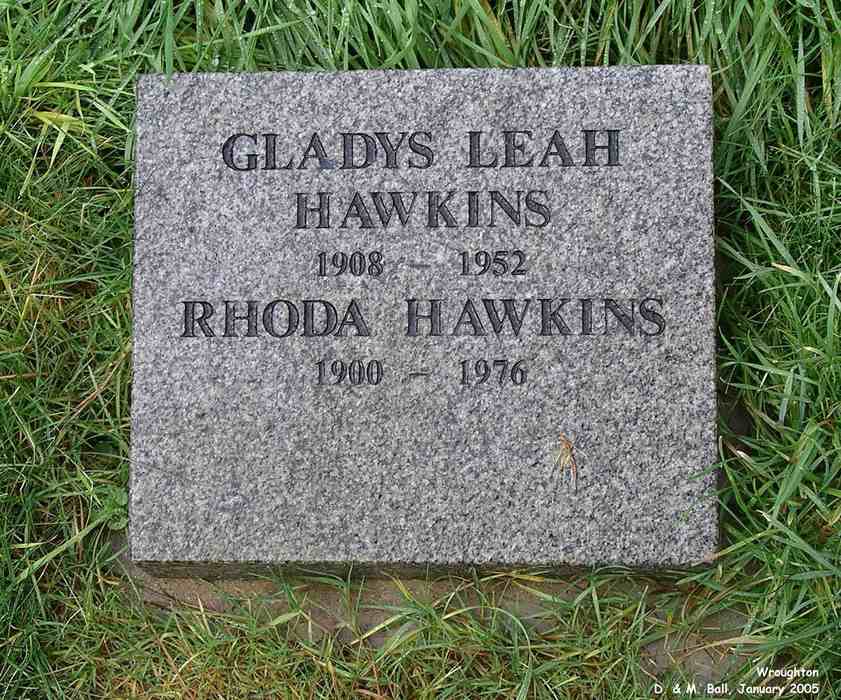 GLADYS LEAH
HAWKINS
1908 - 1952
RHODA HAWKINS
1900 - 1976
Wroughton
D. & M. Ball, January 2005